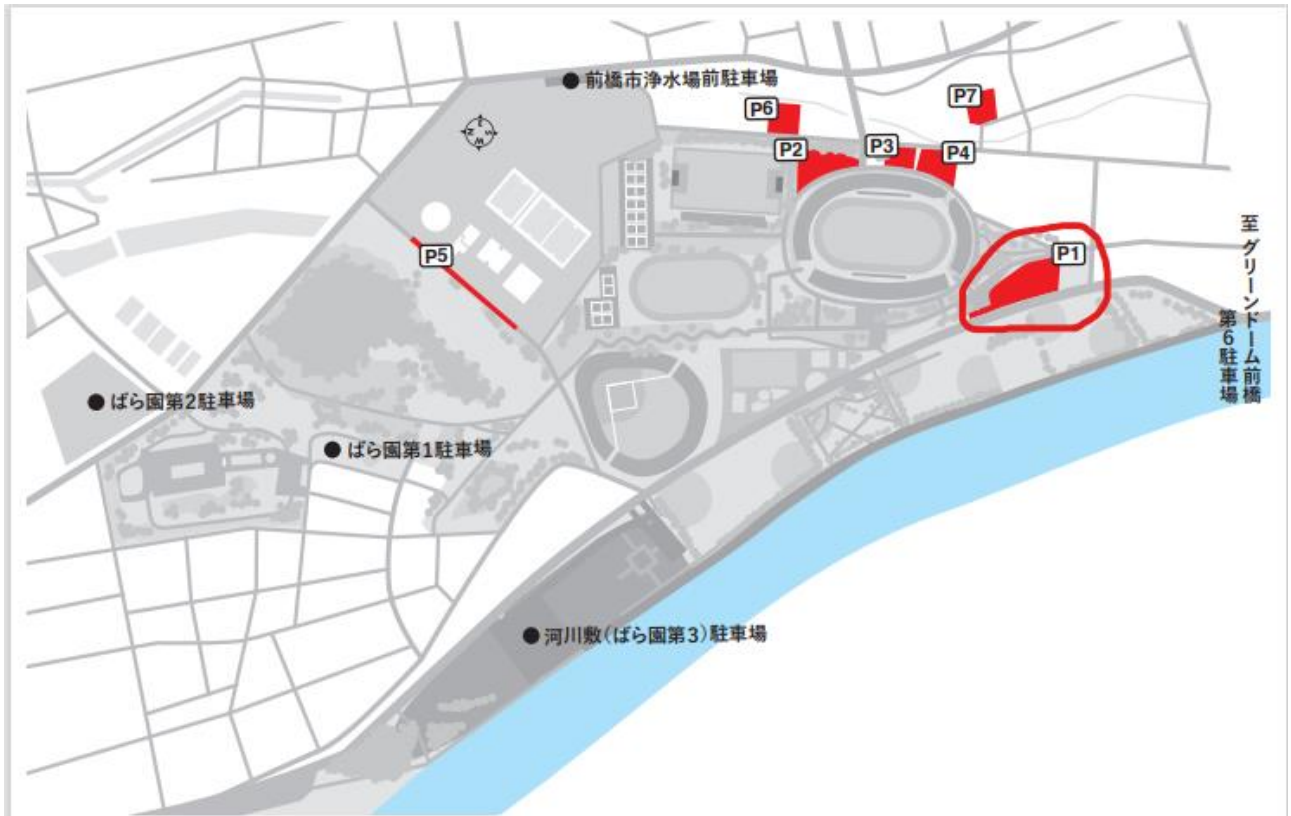 前橋市浄水場前駐車場
P7
P6
P2
P3
P4
P5
P1
至 グリーンドーム前橋
第6駐車場
ばら園第2駐車場
ばら園第1駐車場
河川敷(ばら園第3)駐車場